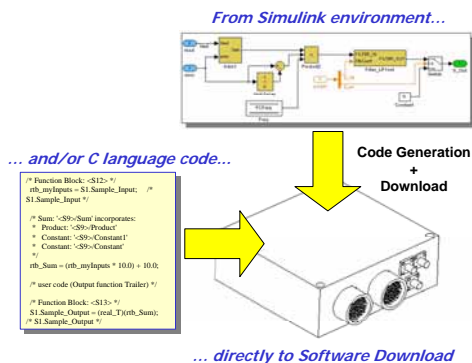 From Simulink environment...
Code Generation
+
Download
... and/or C language code...
/* Function Block: <S12> */
rtb_myInputs = S1.Sample_Input; /*
S1.Sample_Input */
/* Sum: '<S9>/Sum' incorporates:
* Product: '<S9>/Product'
* Constant: '<S9>/Constant1'
* Constant: '<S9>/Constant'
*/
rtb_Sum = (rtb_myInputs * 10.0) + 10.0;
/* user code (Output function Trailer) */
/* Function Block: <S13> */
S1.Sample_Output = (real_T)(rtb_Sum);
/* S1.Sample_Output */
... directly to Software Download